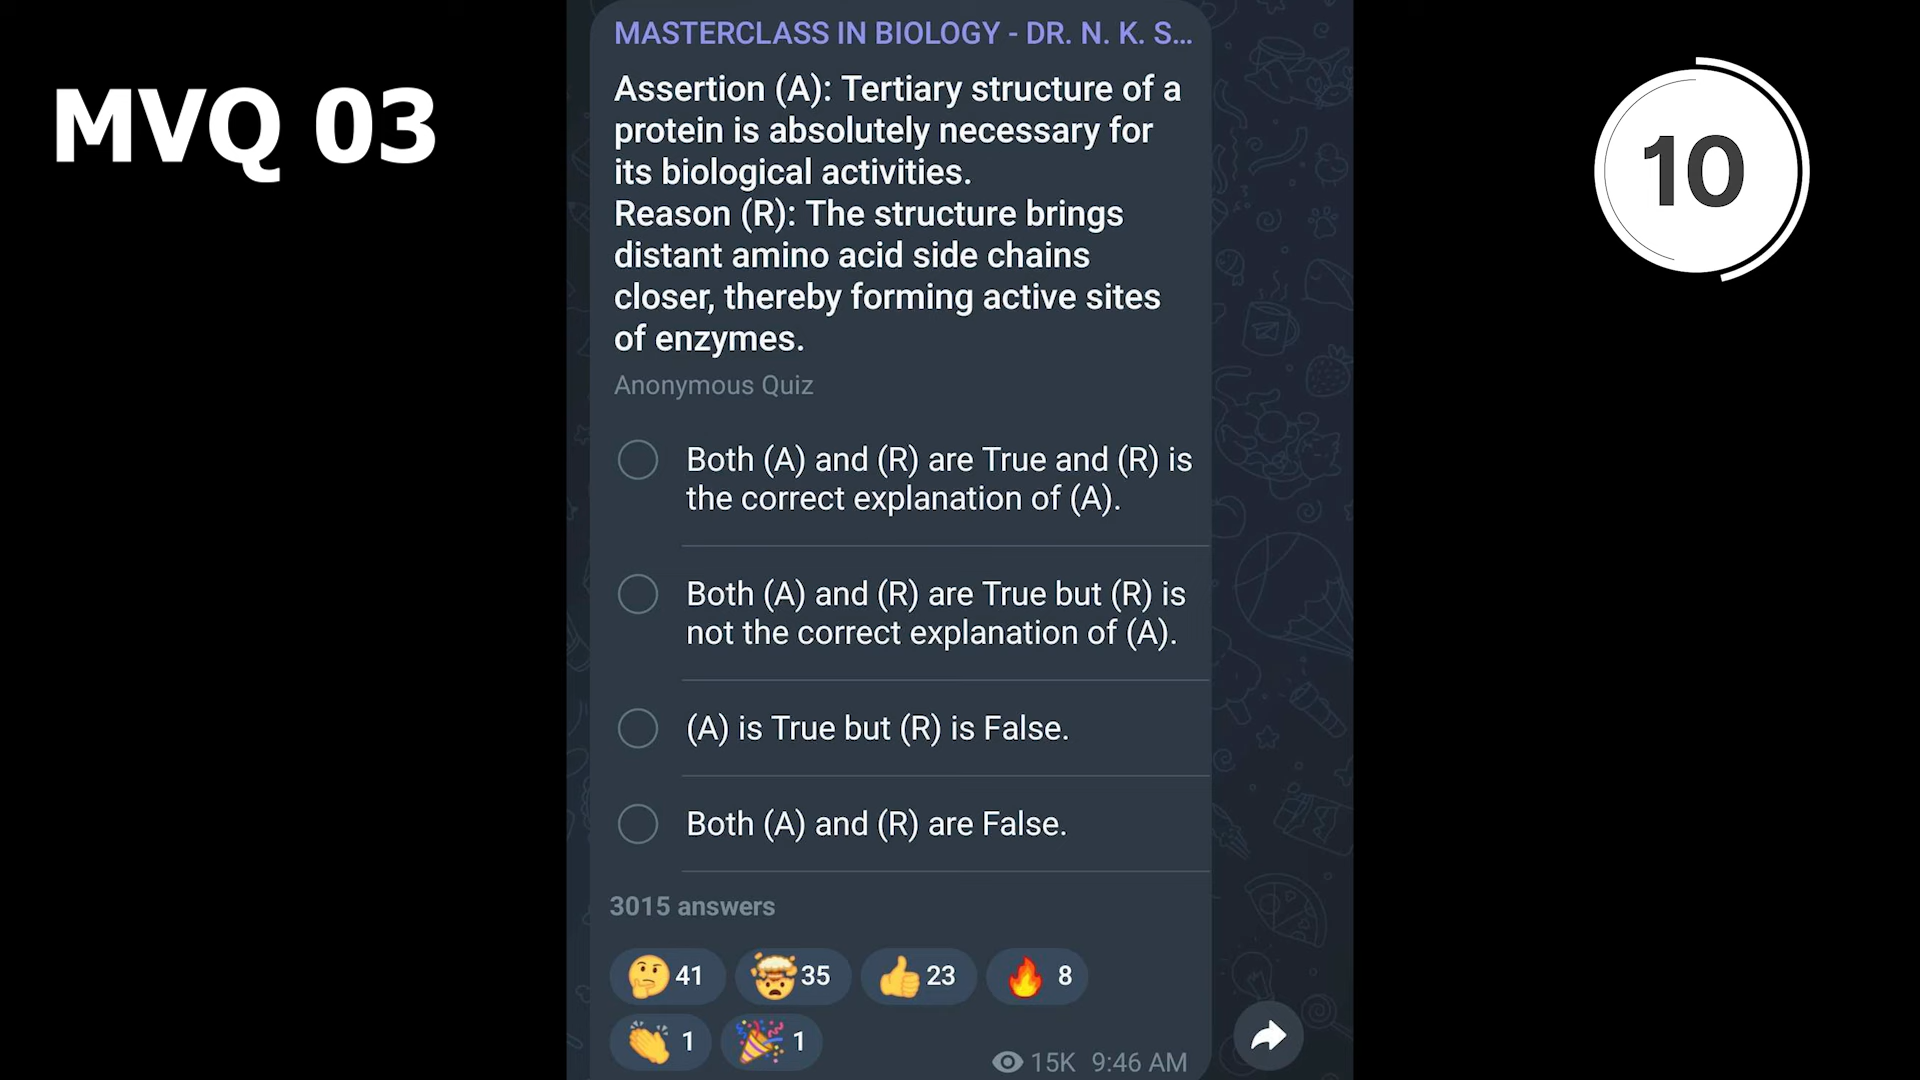 MVQ 03
10
MASTERCLASS IN BIOLOGY - DR. N. K. S...
Assertion (A): Tertiary structure of a
protein is absolutely necessary for
its biological activities.
Reason (R): The structure brings
distant amino acid side chains
closer, thereby forming active sites
of enzymes.
Anonymous Quiz
Both (A) and (R) are True and (R) is
the correct explanation of (A).
Both (A) and (R) are True but (R) is
not the correct explanation of (A).
(A) is True but (R) is False.
Both (A) and (R) are False.
3015 answers
41 35 23 8
1 1
15K 9:46 AM